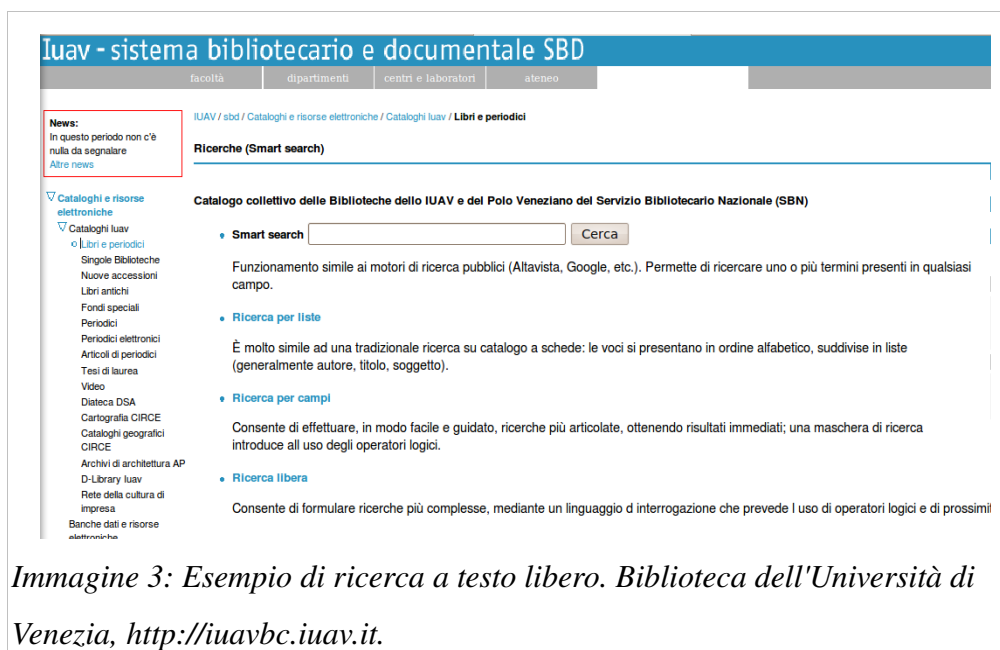 Iuav - sistema bibliotecario e documentale SBD
facoltà dipartimenti centri e laboratori ateneo
News:
In questo periodo non c'è
nulla da segnalare
Altre news
Cataloghi e risorse
elettroniche
Cataloghi Iuav
Libri e periodici
Singole Biblioteche
Nuove accessioni
Libri antichi
Fondi speciali
Periodici
Periodici elettronici
Articoli di periodici
Tesi di laurea
Video
Diateca DSA
Cartografia CIRCE
Cataloghi geografici
CIRCE
Archivi di architettura AP
D-Library Iuav
Rete della cultura di
impresa
Banche dati e risorse
elettroniche
IUAV / sbd / Cataloghi e risorse elettroniche / Cataloghi Iuav / Libri e periodici
Ricerche (Smart search)
Catalogo collettivo delle Biblioteche dello IUAV e del Polo Veneziano del Servizio Bibliotecario Nazionale (SBN)
Smart search Cerca
Funzionamento simile ai motori di ricerca pubblici (Altavista, Google, etc.). Permette di ricercare uno o più termini presenti in qualsiasi
campo.
Ricerca per liste
È molto simile ad una tradizionale ricerca su catalogo a schede: le voci si presentano in ordine alfabetico, suddivise in liste
(generalmente autore, titolo, soggetto).
Ricerca per campi
Consente di effettuare, in modo facile e guidato, ricerche più articolate, ottenendo risultati immediati; una maschera di ricerca
introduce all uso degli operatori logici.
Ricerca libera
Consente di formulare ricerche più complesse, mediante un linguaggio d interrogazione che prevede l uso di operatori logici e di prossimit
Immagine 3: Esempio di ricerca a testo libero. Biblioteca dell'Università di
Venezia, http://iuavbc.iuav.it.